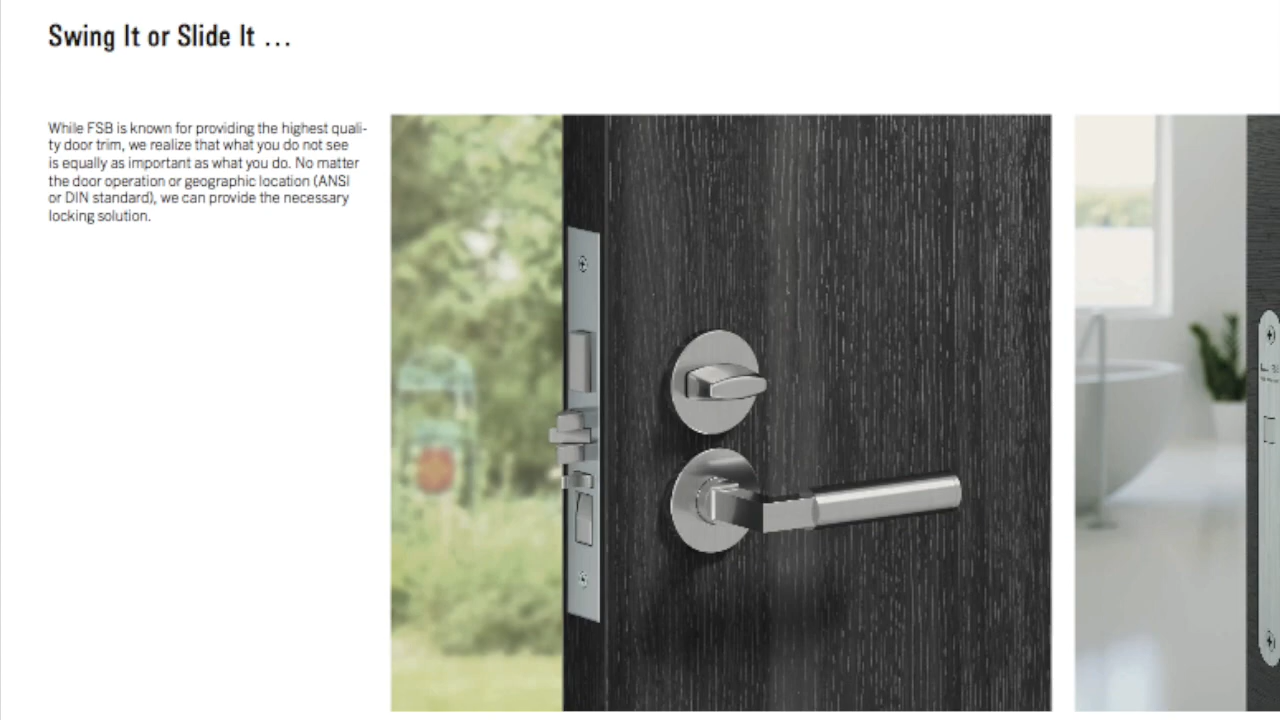 Swing It or Slide It ...
While FSB is known for providing the highest quali-
ty door trim, we realize that what you do not see
is equally as important as what you do. No matter
the door operation or geographic location (ANSI
or DIN standard), we can provide the necessary
locking solution.